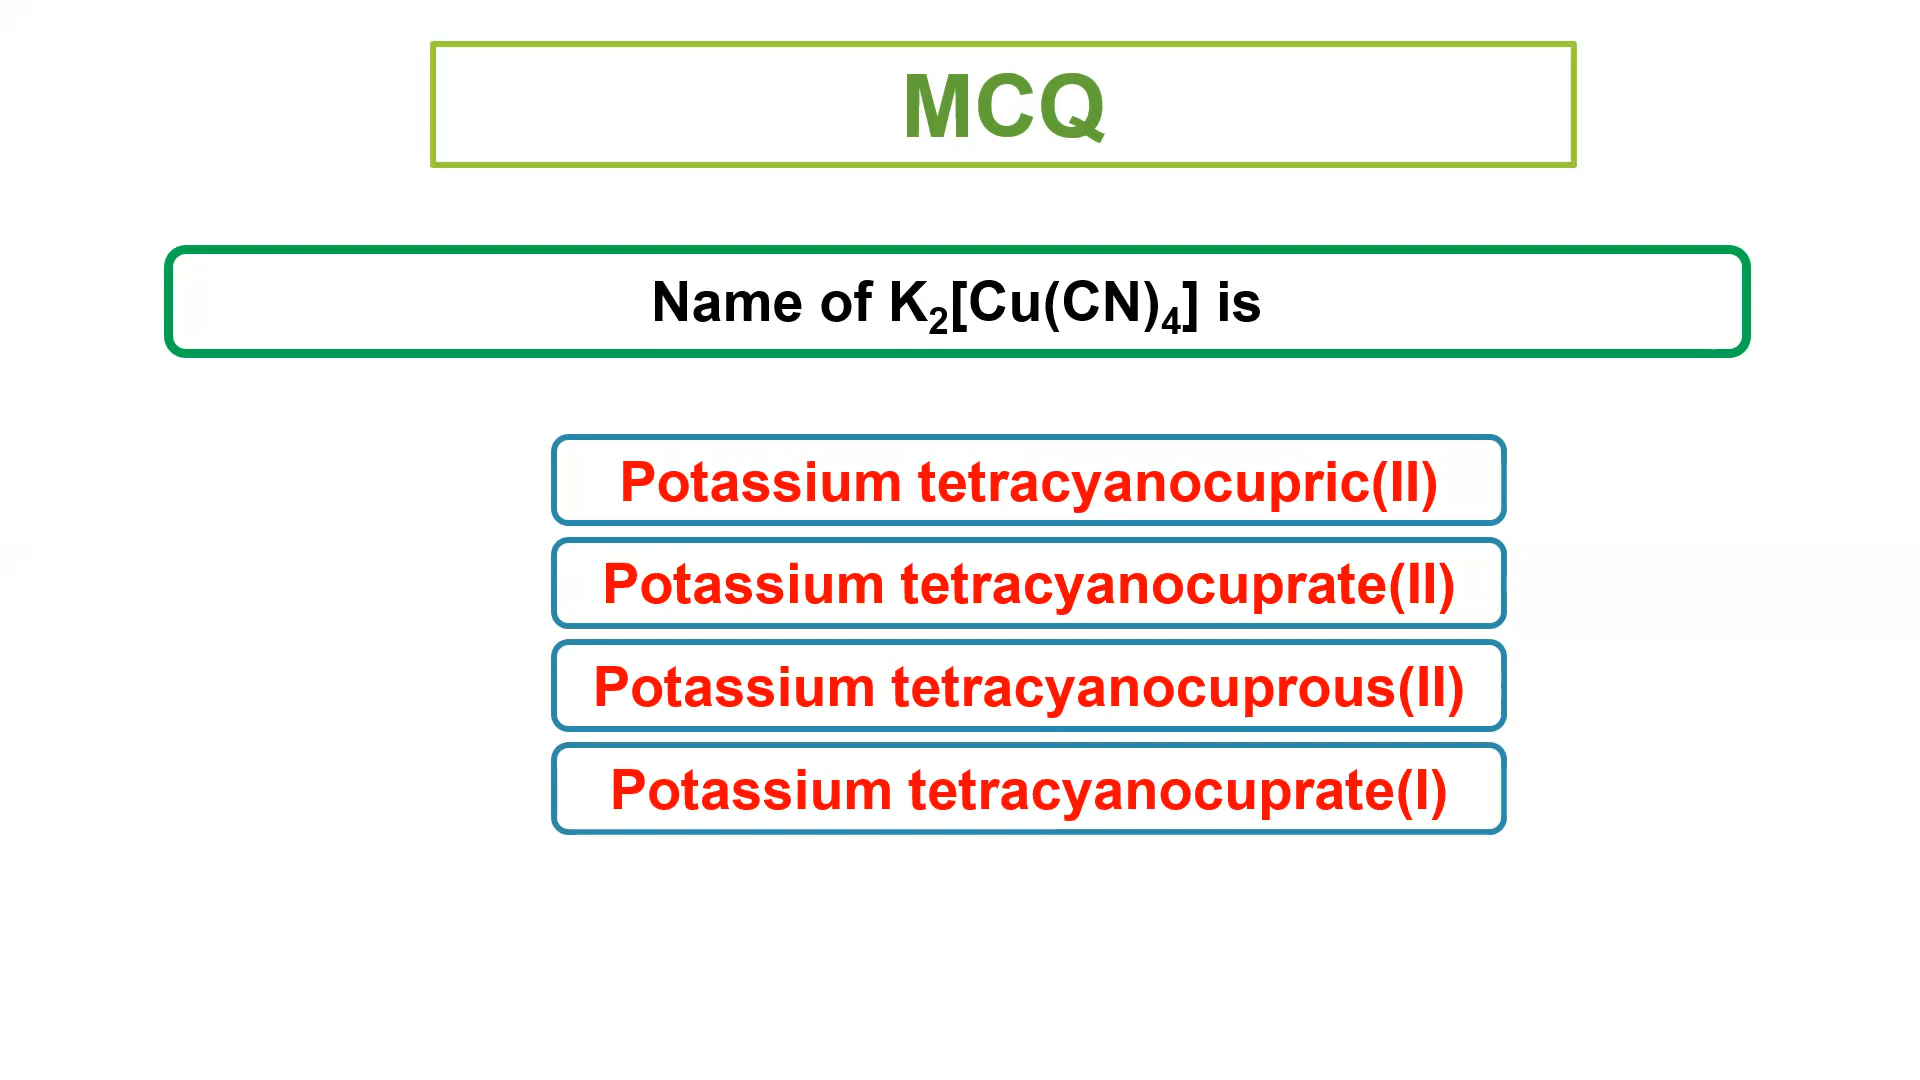 MCQ
Name of K₂[Cu(CN)₄] is
Potassium tetracyanocupric(II)
Potassium tetracyanocuprate(II)
Potassium tetracyanocuprous(II)
Potassium tetracyanocuprate(I)